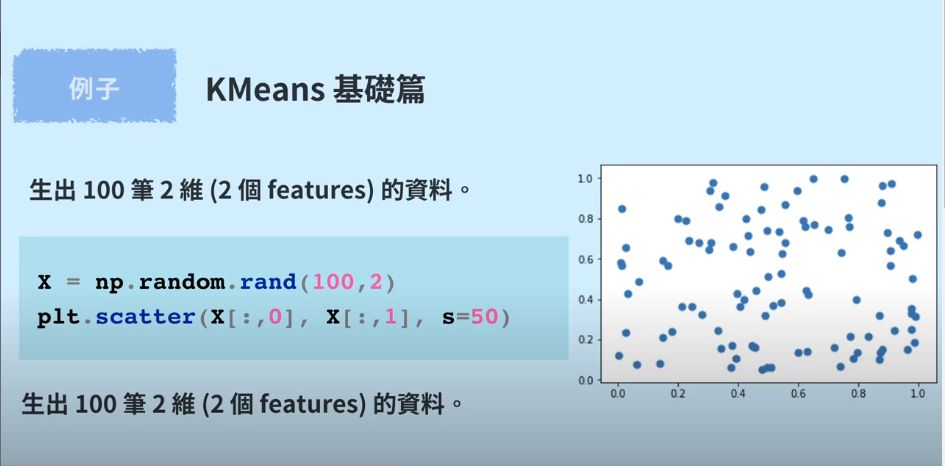 例子
KMeans 基礎篇
生出 100 筆 2 維 (2 個 features) 的資料。
X = np.random.rand(100,2)
plt.scatter(X[:,0], X[:,1], s=50)
生出 100 筆 2 維 (2 個 features) 的資料。
1.0
0.8
0.6
0.4
0.2
0.0
0.0 0.2 0.4 0.6 0.8 1.0